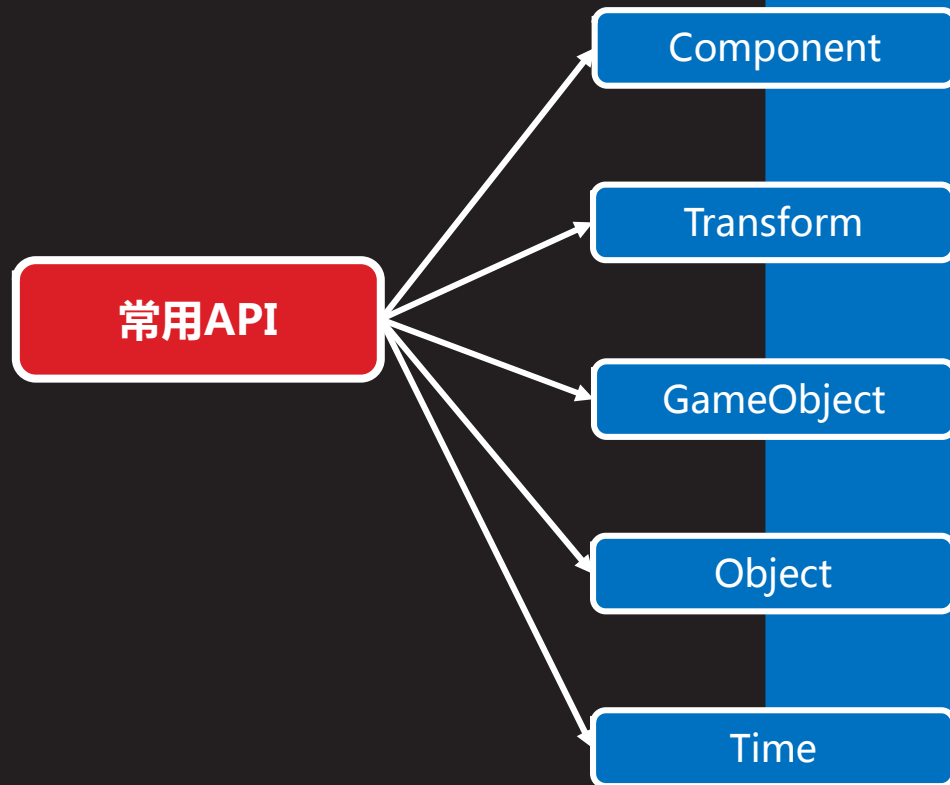 Component
Transform
常用API
GameObject
Object
Time